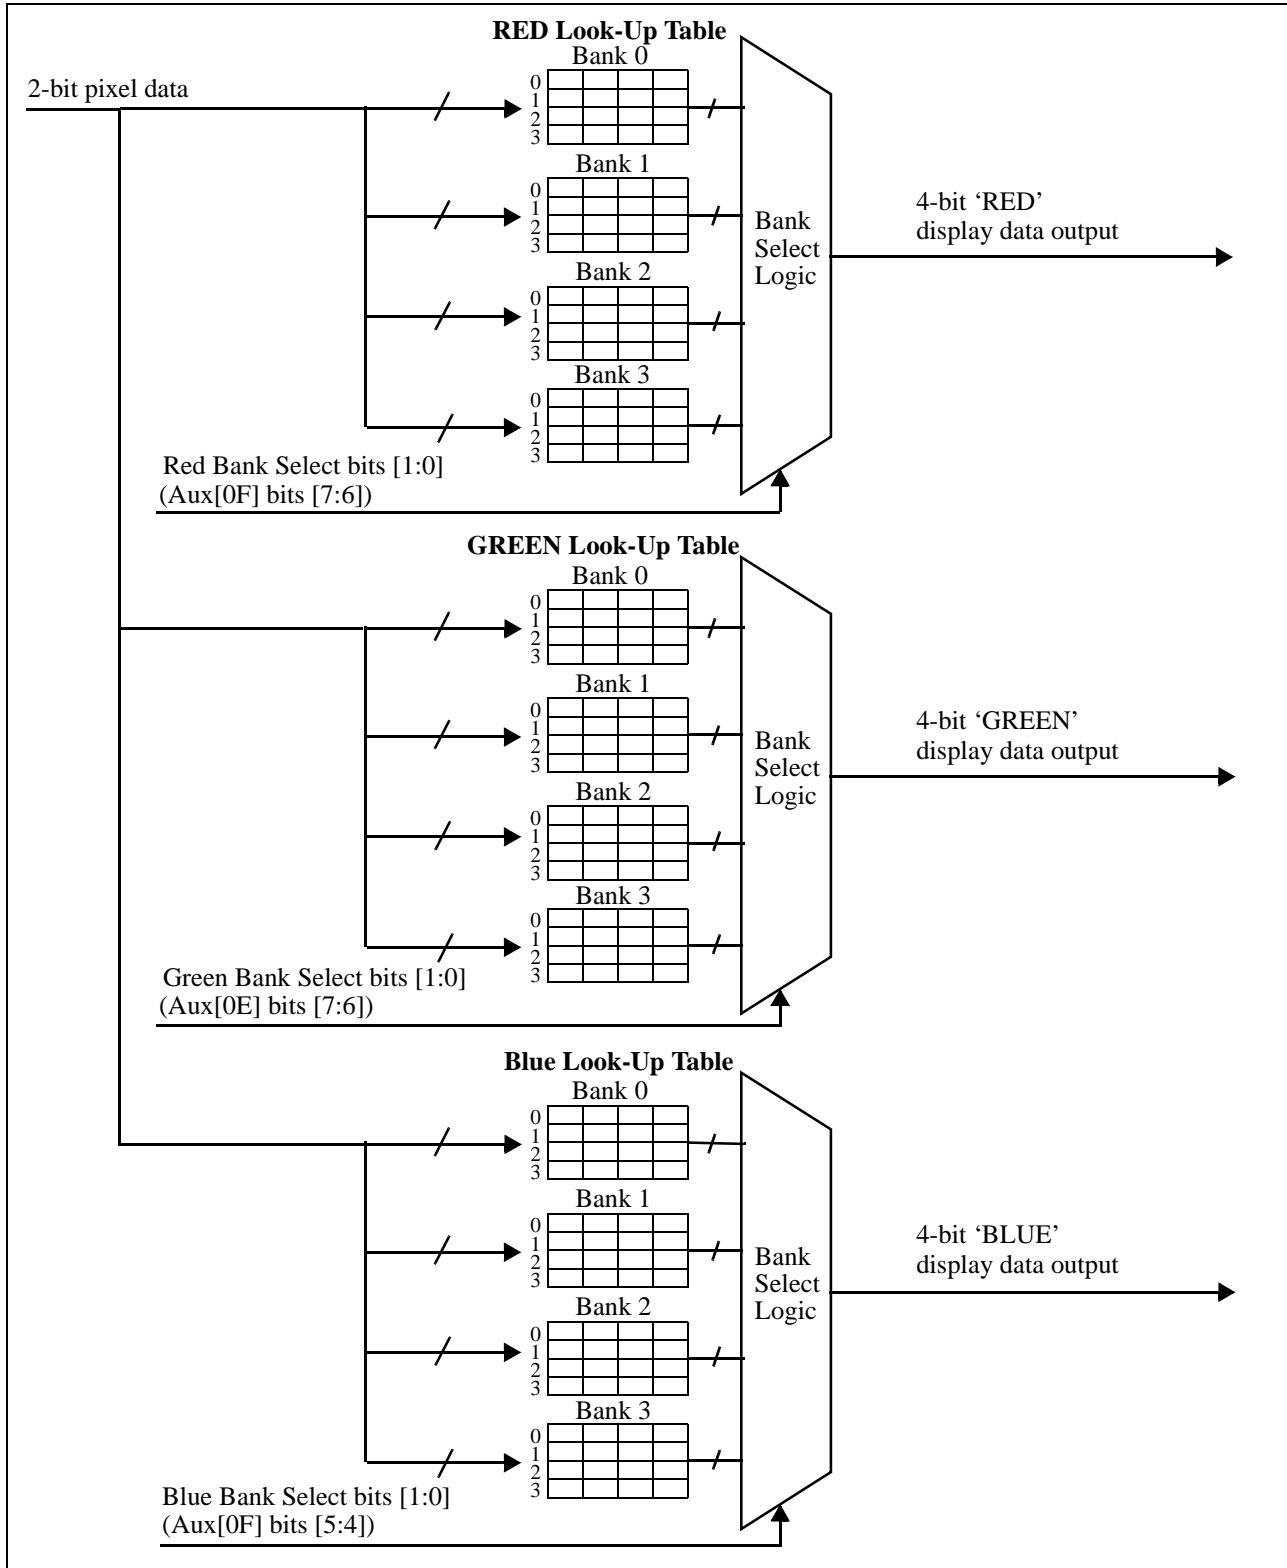 RED Look-Up Table
Bank 0
2-bit pixel data
0
1
2
3
Bank 1
0
1
2
3
4-bit ‘RED’
display data output
Bank
Select
Logic
Bank 2
0
1
2
3
Bank 3
0
1
2
3
Red Bank Select bits [1:0]
(Aux[0F] bits [7:6])
GREEN Look-Up Table
Bank 0
0
1
2
3
Bank 1
0
1
2
3
4-bit ‘GREEN’
display data output
Bank
Select
Logic
Bank 2
0
1
2
3
Bank 3
0
1
2
3
Green Bank Select bits [1:0]
(Aux[0E] bits [7:6])
Blue Look-Up Table
Bank 0
0
1
2
3
Bank 1
0
1
2
3
4-bit ‘BLUE’
display data output
Bank
Select
Logic
Bank 2
0
1
2
3
Bank 3
0
1
2
3
Blue Bank Select bits [1:0]
(Aux[0F] bits [5:4])